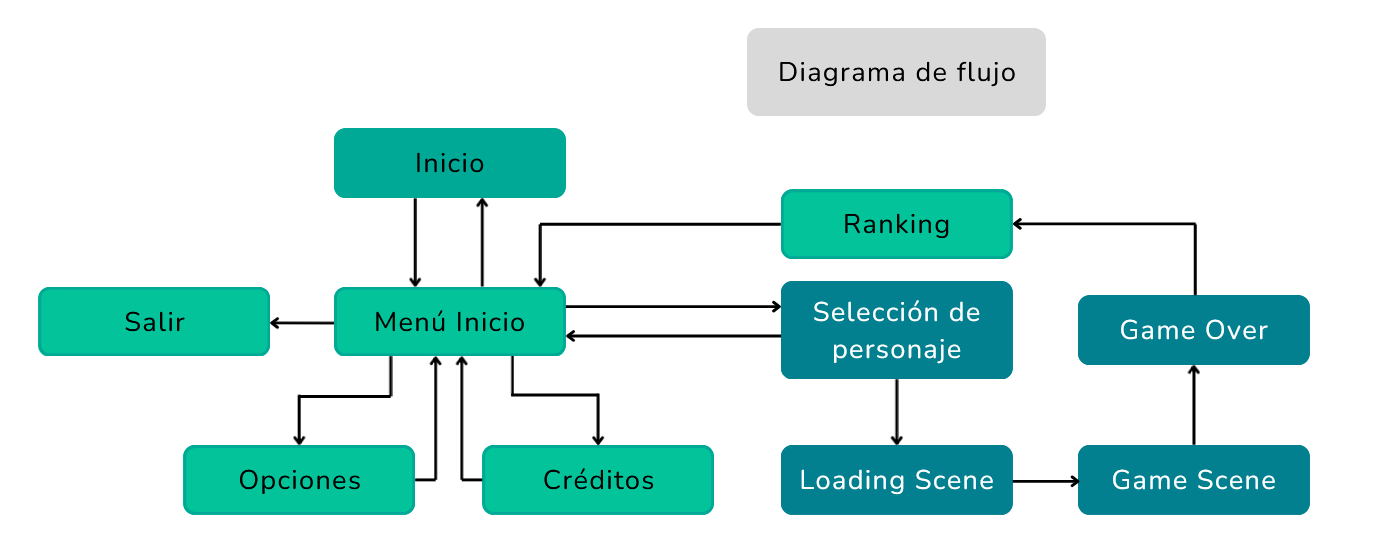 Diagrama de flujo
Inicio
Ranking
Salir
Menú Inicio
Selección de
personaje
Game Over
Opciones
Créditos
Loading Scene
Game Scene